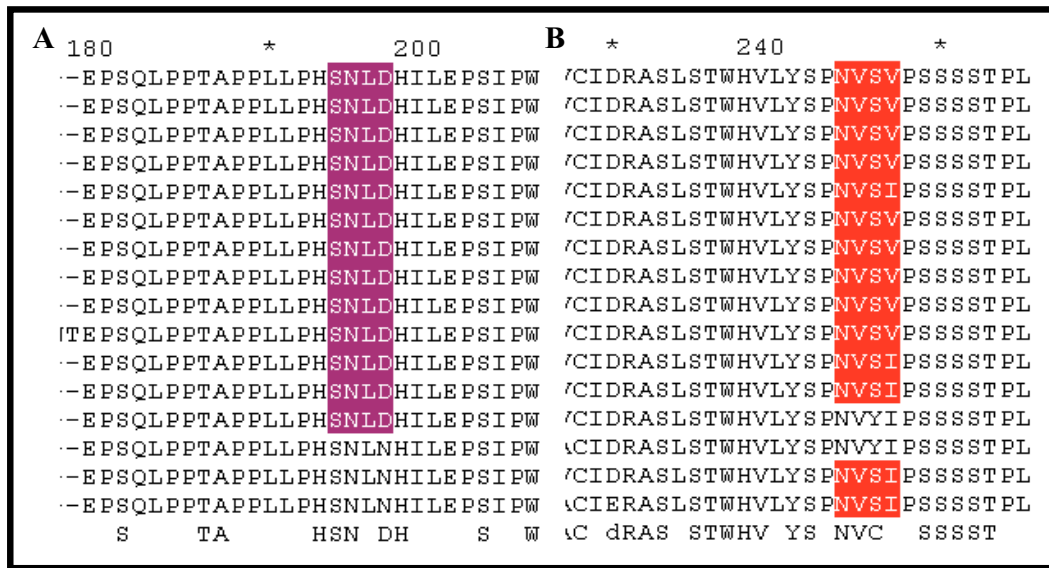 A
180 * 200
-EPSQLPPTAPPLLPHSNLDHILEPSIPW
-EPSQLPPTAPPLLPHSNLDHILEPSIPW
-EPSQLPPTAPPLLPHSNLDHILEPSIPW
-EPSQLPPTAPPLLPHSNLDHILEPSIPW
-EPSQLPPTAPPLLPHSNLDHILEPSIPW
-EPSQLPPTAPPLLPHSNLDHILEPSIPW
-EPSQLPPTAPPLLPHSNLDHILEPSIPW
-EPSQLPPTAPPLLPHSNLDHILEPSIPW
-EPSQLPPTAPPLLPHSNLDHILEPSIPW
TEPSQLPPTAPPLLPHSNLDHILEPSIPW
-EPSQLPPTAPPLLPHSNLDHILEPSIPW
-EPSQLPPTAPPLLPHSNLDHILEPSIPW
-EPSQLPPTAPPLLPHSNLDHILEPSIPW
-EPSQLPPTAPPLLPHSNLNHILEPSIPW
-EPSQLPPTAPPLLPHSNLNHILEPSIPW
-EPSQLPPTAPPLLPHSNLNHILEPSIPW
S TA HSN DH S W
B
* 240 *
CIDRASLSTWHVLYSPNVSVPSSSSTPL
CIDRASLSTWHVLYSPNVSVPSSSSTPL
CIDRASLSTWHVLYSPNVSVPSSSSTPL
CIDRASLSTWHVLYSPNVSVPSSSSTPL
CIDRASLSTWHVLYSPNVSIPSSSSTPL
CIDRASLSTWHVLYSPNVSVPSSSSTPL
CIDRASLSTWHVLYSPNVSVPSSSSTPL
CIDRASLSTWHVLYSPNVSVPSSSSTPL
CIDRASLSTWHVLYSPNVSVPSSSSTPL
CIDRASLSTWHVLYSPNVSVPSSSSTPL
CIDRASLSTWHVLYSPNVSIPSSSSTPL
CIDRASLSTWHVLYSPNVSIPSSSSTPL
CIDRASLSTWHVLYSPNVYIPSSSSTPL
CIDRASLSTWHVLYSPNVYIPSSSSTPL
CIDRASLSTWHVLYSPNVSIPSSSSTPL
CIERASLSTWHVLYSPNVSIPSSSSTPL
C dRAS STWHV YS NVC SSSST